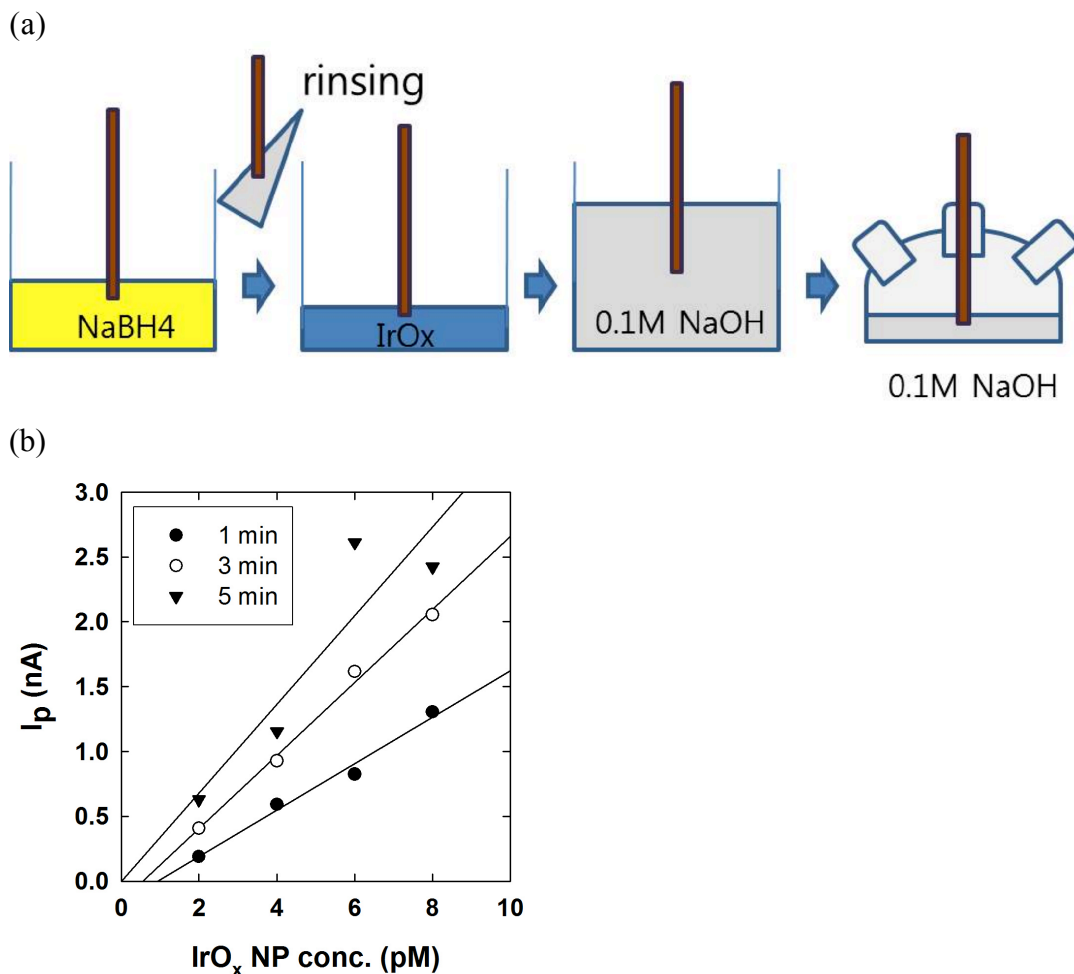 (a)
rinsing
NaBH4
IrOx
0.1M NaOH
0.1M NaOH
(b)
3.0
2.5
2.0
1.5
1.0
0.5
0.0
Ip (nA)
1 min
3 min
5 min
0 2 4 6 8 10
IrOx NP conc. (pM)